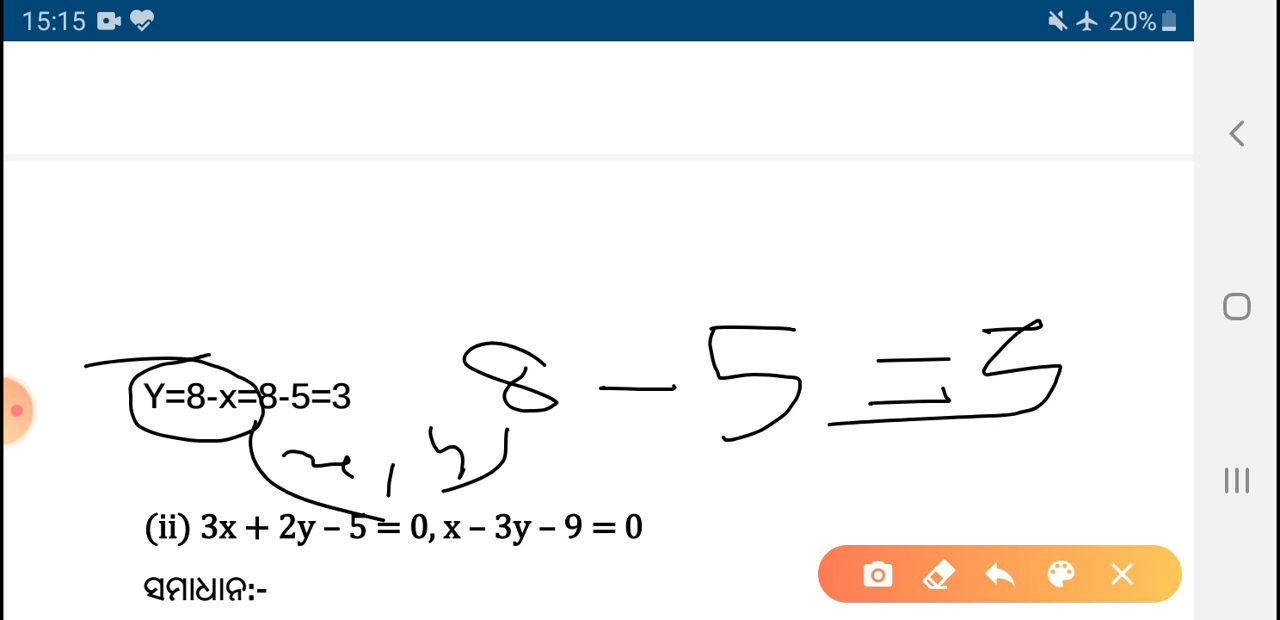 15:15 20%
8 - 5 = 3
Y=8-x=8-5=3
x, y
(ii) 3x + 2y – 5 = 0, x – 3y – 9 = 0
ସମାଧାନ:-